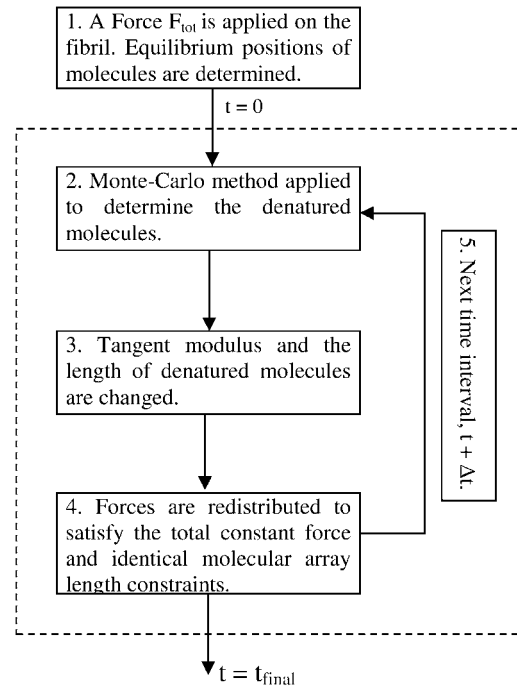 1. A Force F_tot is applied on the
fibril. Equilibrium positions of
molecules are determined.
t = 0
2. Monte-Carlo method applied
to determine the denatured
molecules.
3. Tangent modulus and the
length of denatured molecules
are changed.
4. Forces are redistributed to
satisfy the total constant force
and identical molecular array
length constraints.
5. Next time interval, t + Δt.
t = t_final